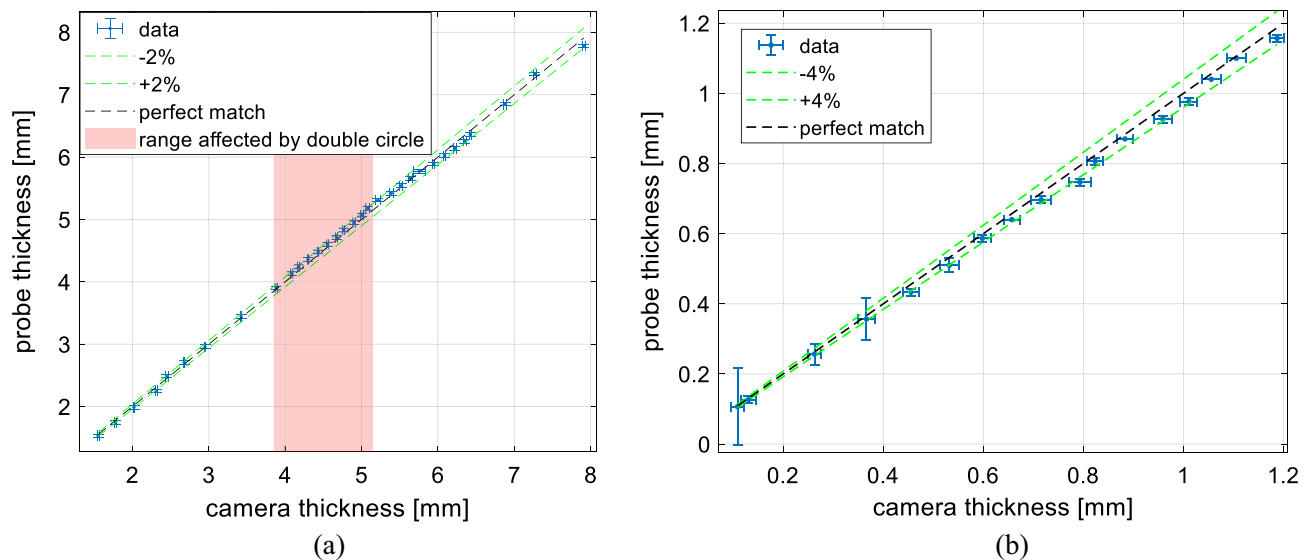 8
7
6
5
4
3
2
probe thickness [mm]
data
-2%
+2%
perfect match
range affected by double circle
2 3 4 5 6 7 8
camera thickness [mm]
(a)
1.2
1
0.8
0.6
0.4
0.2
0
probe thickness [mm]
data
-4%
+4%
perfect match
0.2 0.4 0.6 0.8 1 1.2
camera thickness [mm]
(b)